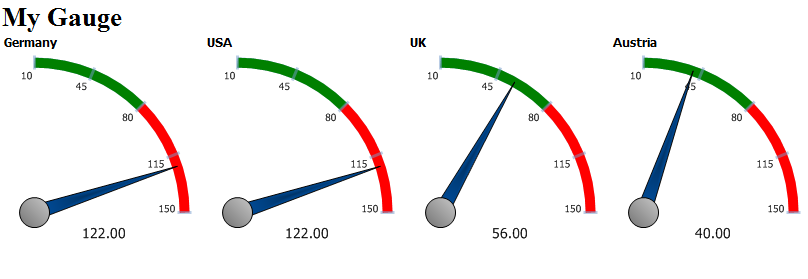 My Gauge
Germany USA UK Austria
10 10 10 10
45 45 45 45
80 80 80 80
115 115 115 115
150 150 150 150
122.00 122.00 56.00 40.00